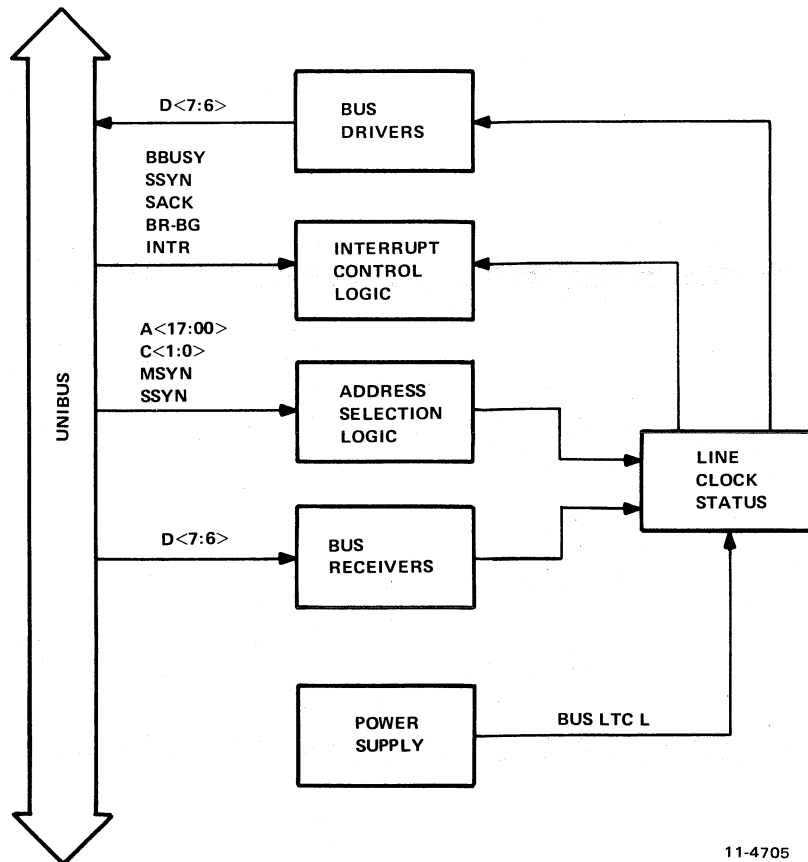 D<7:6>
BUS
DRIVERS
BBUSY
SSYN
SACK
BR-BG
INTR
INTERRUPT
CONTROL
LOGIC
A<17:00>
C<1:0>
MSYN
SSYN
ADDRESS
SELECTION
LOGIC
UNIBUS
LINE
CLOCK
STATUS
D<7:6>
BUS
RECEIVERS
POWER
SUPPLY
BUS LTC L
11-4705